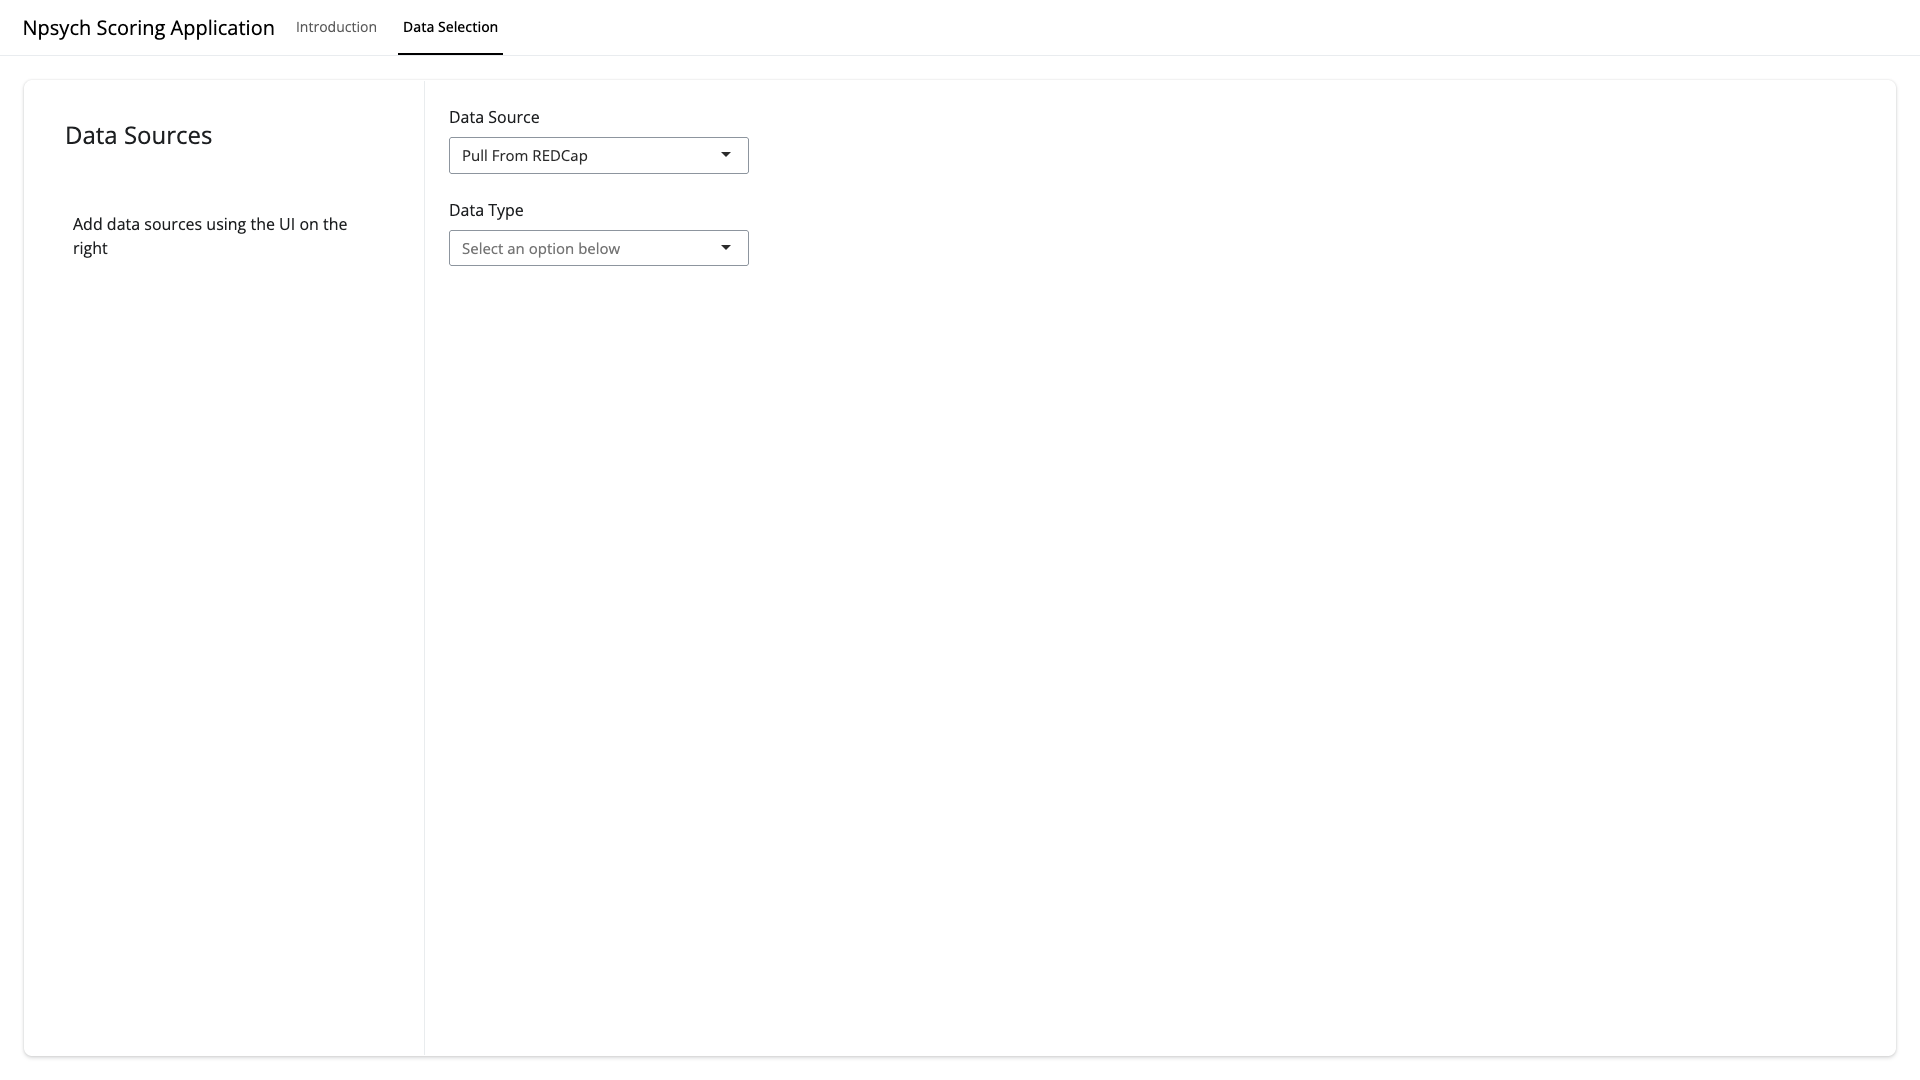 Npsych Scoring Application
Introduction
Data Selection
Data Sources
Add data sources using the UI on the
right
Data Source
Pull From REDCap
Data Type
Select an option below